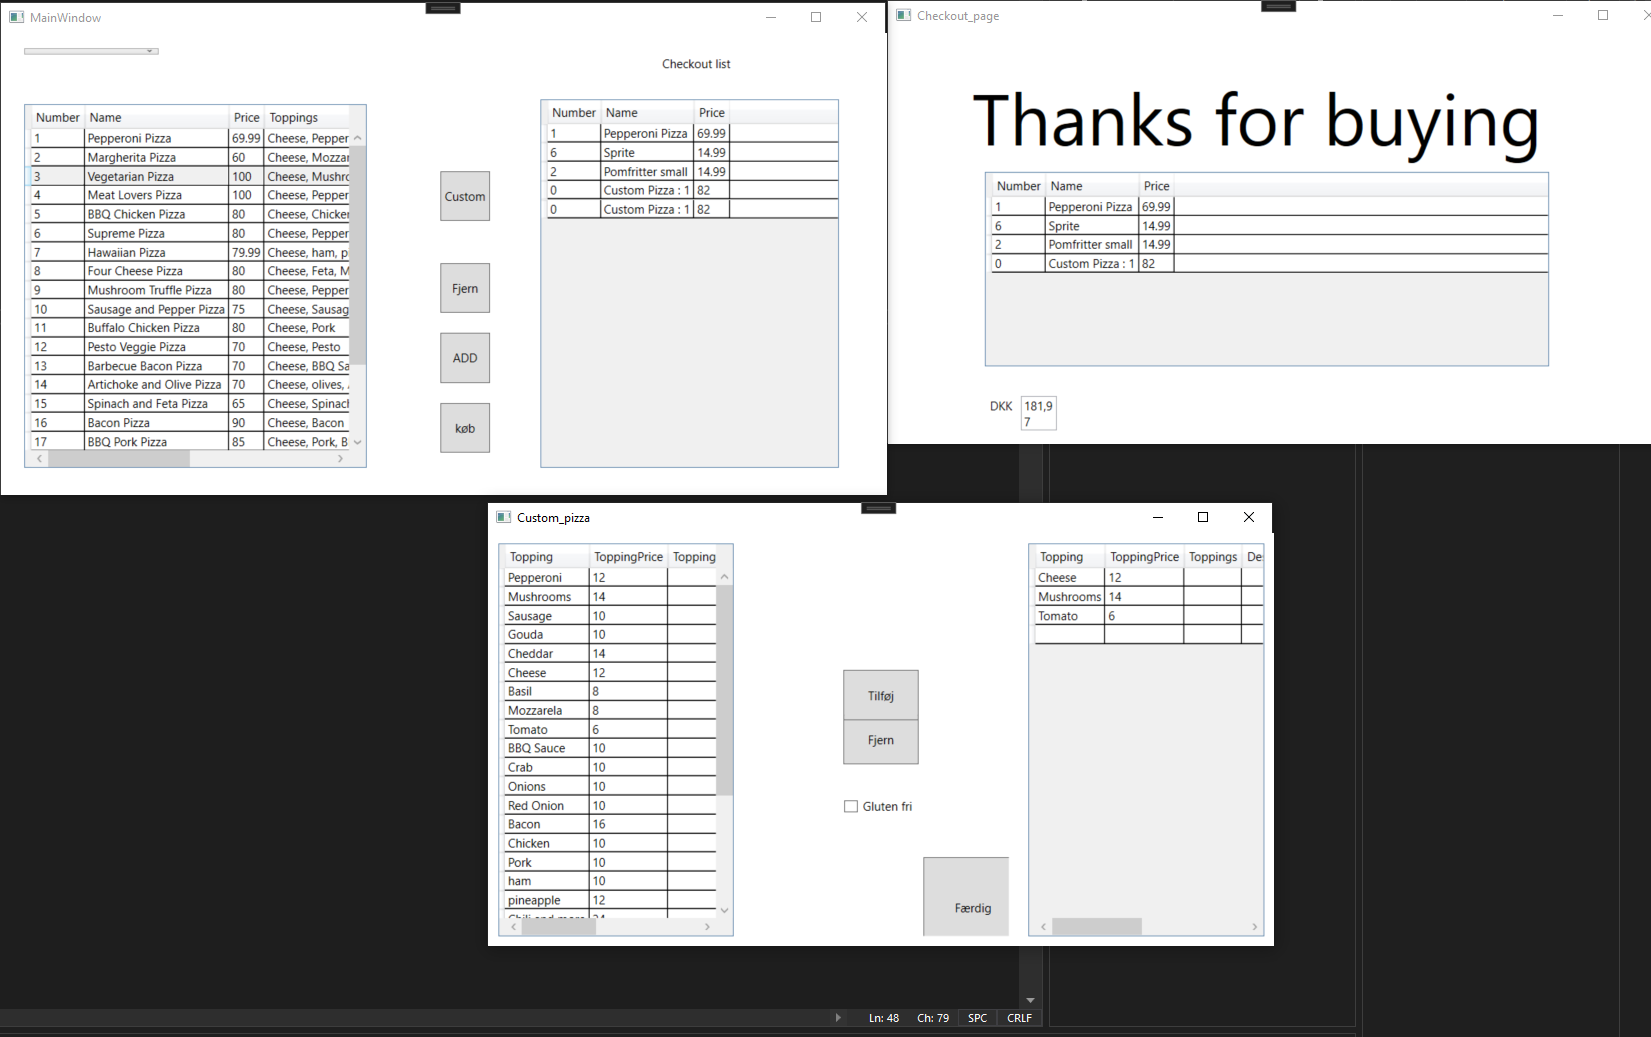 MainWindow
Checkout list
Number Name Price Toppings
1 Pepperoni Pizza 69.99 Cheese, Pepper
2 Margherita Pizza 60 Cheese, Mozzar
3 Vegetarian Pizza 100 Cheese, Mushro
4 Meat Lovers Pizza 100 Cheese, Pepper
5 BBQ Chicken Pizza 80 Cheese, Chicken
6 Supreme Pizza 80 Cheese, Pepper
7 Hawaiian Pizza 79.99 Cheese, ham, p
8 Four Cheese Pizza 80 Cheese, Feta, M
9 Mushroom Truffle Pizza 80 Cheese, Pepper
10 Sausage and Pepper Pizza 75 Cheese, Sausag
11 Buffalo Chicken Pizza 80 Cheese, Pork
12 Pesto Veggie Pizza 70 Cheese, Pesto
13 Barbecue Bacon Pizza 70 Cheese, BBQ Sa
14 Artichoke and Olive Pizza 70 Cheese, olives,
15 Spinach and Feta Pizza 65 Cheese, Spinach
16 Bacon Pizza 90 Cheese, Bacon
17 BBQ Pork Pizza 85 Cheese, Pork, B
Custom
Fjern
ADD
køb
Number Name Price
1 Pepperoni Pizza 69.99
6 Sprite 14.99
2 Pomfritter small 14.99
0 Custom Pizza : 1 82
0 Custom Pizza : 1 82
Checkout_page
Thanks for buying
Number Name Price
1 Pepperoni Pizza 69.99
6 Sprite 14.99
2 Pomfritter small 14.99
0 Custom Pizza : 1 82
DKK 181,9
7
Custom_pizza
Topping ToppingPrice Topping
Pepperoni 12
Mushrooms 14
Sausage 10
Gouda 10
Cheddar 14
Cheese 12
Basil 8
Mozzarela 8
Tomato 6
BBQ Sauce 10
Crab 10
Onions 10
Red Onion 10
Bacon 16
Chicken 10
Pork 10
ham 10
pineapple 12
Tilføj
Fjern
Gluten fri
Færdig
Topping ToppingPrice Toppings De
Cheese 12
Mushrooms 14
Tomato 6
Ln: 48 Ch: 79 SPC CRLF